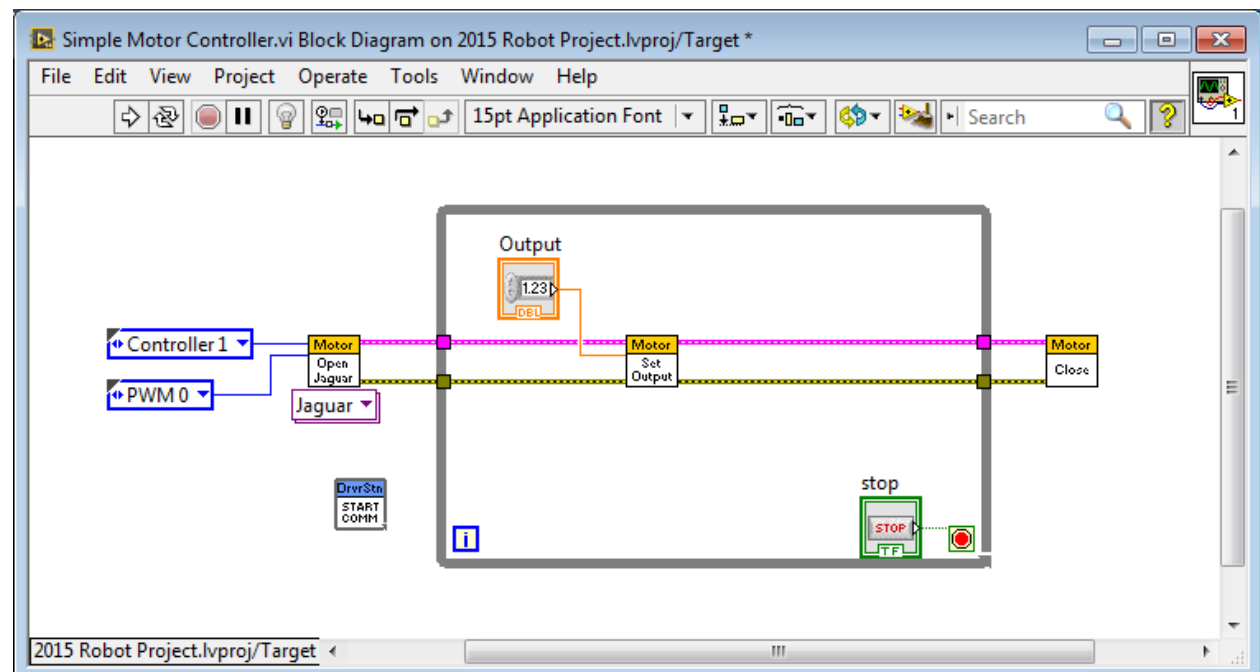 Simple Motor Controller.vi Block Diagram on 2015 Robot Project.lvproj/Target *
File Edit View Project Operate Tools Window Help
15pt Application Font
Search
?
1
Output
1.23
DBL
Controller 1
PWM 0
Motor
Open
Jaguar
Jaguar
Motor
Set
Output
Motor
Close
DrvrStn
START
COMM
i
stop
STOP
TF
2015 Robot Project.lvproj/Target